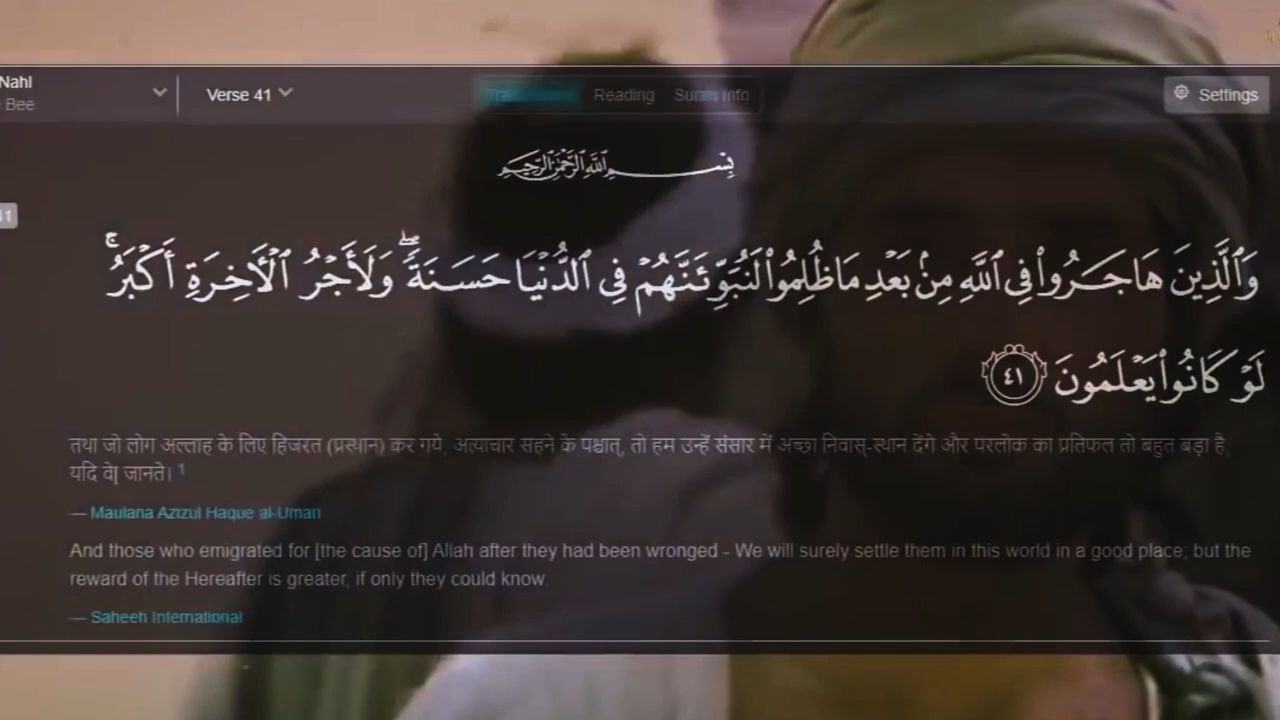 Nahl
Bee
Verse 41
Translation Reading Surah Info
Settings
بِسْمِ ٱللَّهِ ٱلرَّحْمَـٰنِ ٱلرَّحِيمِ
وَٱلَّذِينَ هَاجَرُوا۟ فِى ٱللَّهِ مِنۢ بَعْدِ مَا ظُلِمُوا۟ لَنُبَوِّئَنَّهُمْ فِى ٱلدُّنْيَا حَسَنَةًۭ ۖ وَلَأَجْرُ ٱلْـَٔاخِرَةِ أَكْبَرُ ۚ
لَوْ كَانُوا۟ يَعْلَمُونَ ٤١
तथा जो लोग अल्लाह के लिए हिजरत (प्रस्थान) कर गये, अत्याचार सहने के पश्चात्, तो हम उन्हें संसार में अच्छा निवास्-स्थान देंगे और परलोक का प्रतिफल तो बहुत बड़ा है,
यदि वे| जानते। ¹
— Maulana Azizul Haque al-Umari
And those who emigrated for [the cause of] Allah after they had been wronged - We will surely settle them in this world in a good place; but the
reward of the Hereafter is greater, if only they could know
— Saheeh International